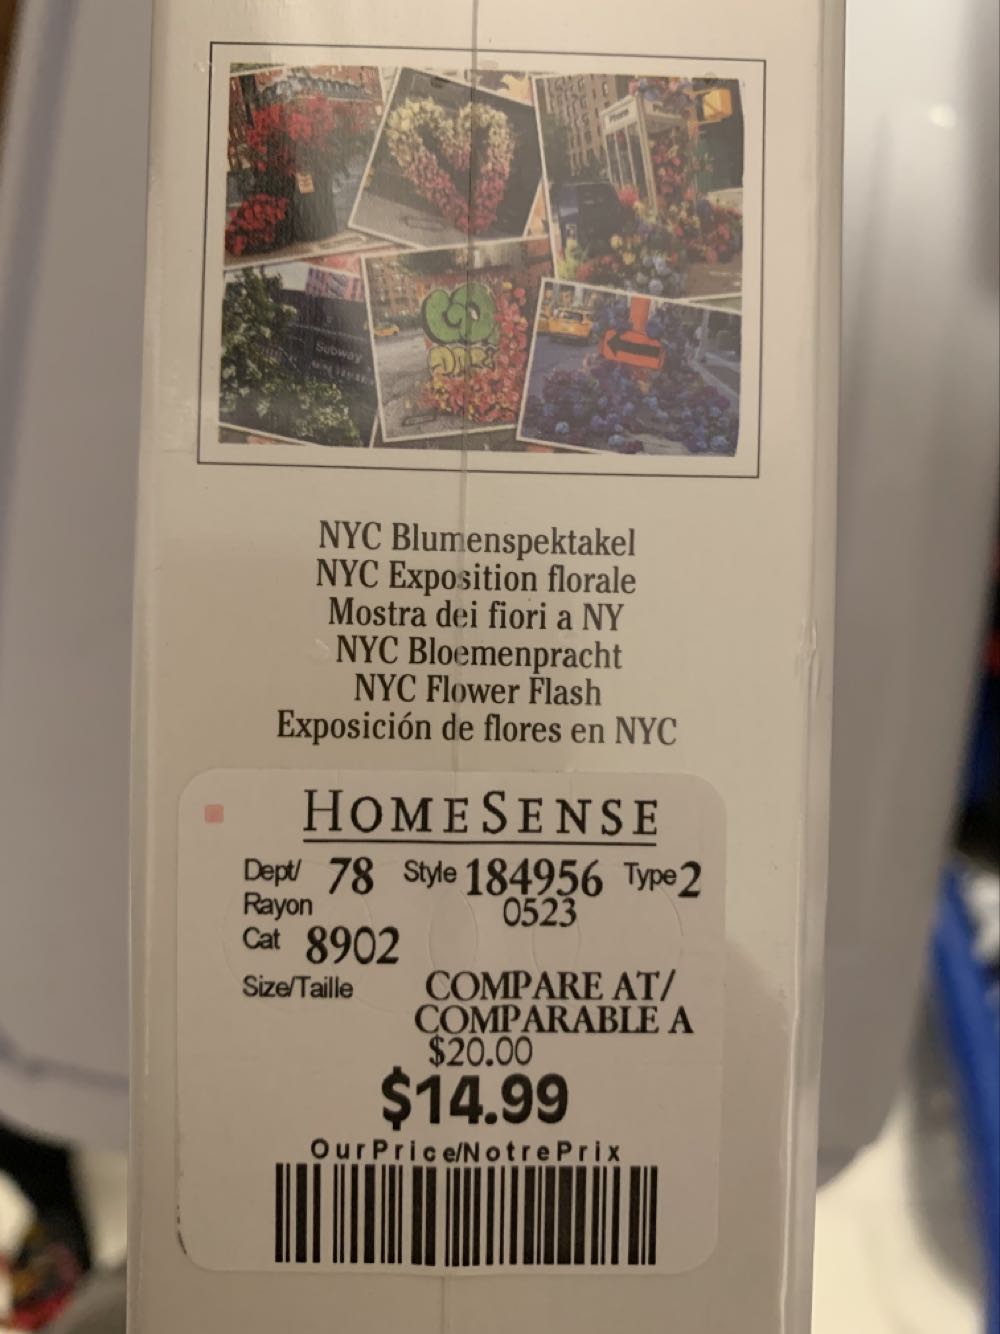 Phone
Subway
NYC Blumenspektakel
NYC Exposition florale
Mostra dei fiori a NY
NYC Bloemenpracht
NYC Flower Flash
Exposición de flores en NYC
HOMESENSE
Dept/ 78 Style 184956 Type 2
Rayon 0523
Cat 8902
Size/Taille COMPARE AT/
COMPARABLE A
$20.00
$14.99
OurPrice/NotrePrix